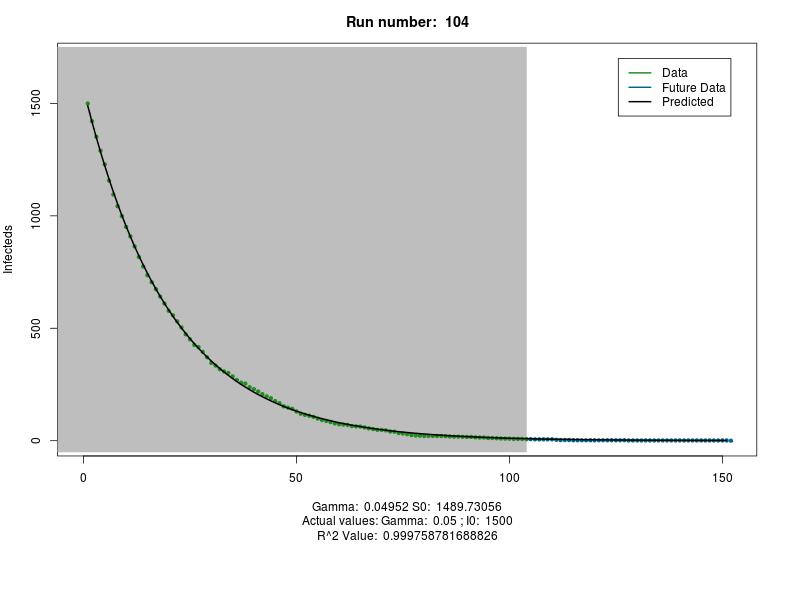 Run number:  104
Data
Future Data
Predicted
Infecteds
1500
1000
500
0
0 50 100 150
Gamma:  0.04952 S0:  1489.73056
Actual values: Gamma:  0.05 ; I0:  1500
R^2 Value:  0.999758781688826